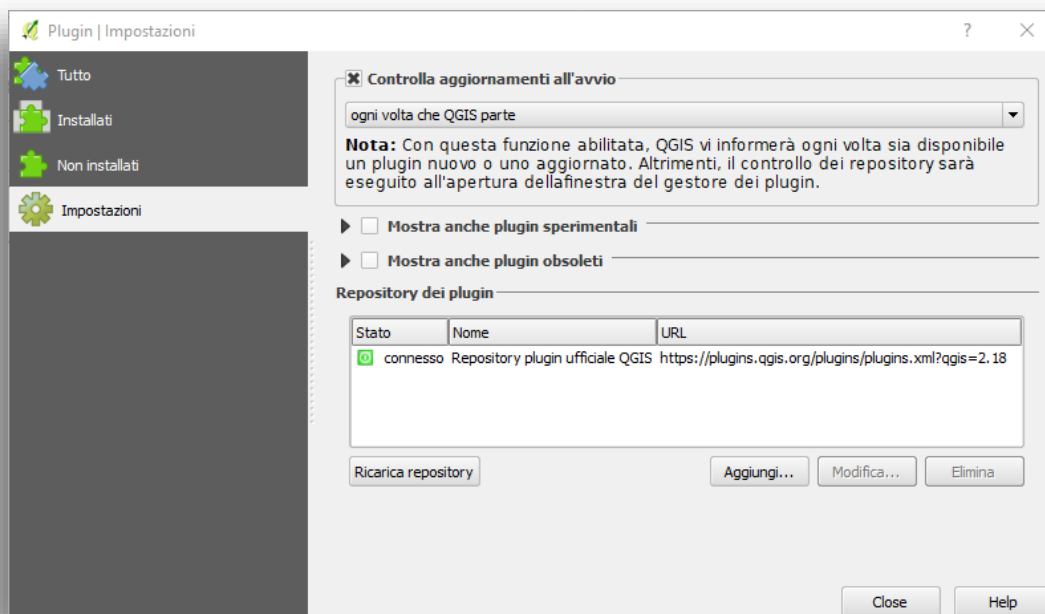 Plugin | Impostazioni
?
Tutto
Installati
Non installati
Impostazioni
Controlla aggiornamenti all'avvio
ogni volta che QGIS parte
Nota: Con questa funzione abilitata, QGIS vi informerà ogni volta sia disponibile
un plugin nuovo o uno aggiornato. Altrimenti, il controllo dei repository sarà
eseguito all'apertura dellafinestra del gestore dei plugin.
Mostra anche plugin sperimentali
Mostra anche plugin obsoleti
Repository dei plugin
Stato Nome URL
connesso Repository plugin ufficiale QGIS https://plugins.qgis.org/plugins/plugins.xml?qgis=2.18
Ricarica repository Aggiungi... Modifica... Elimina
Close Help